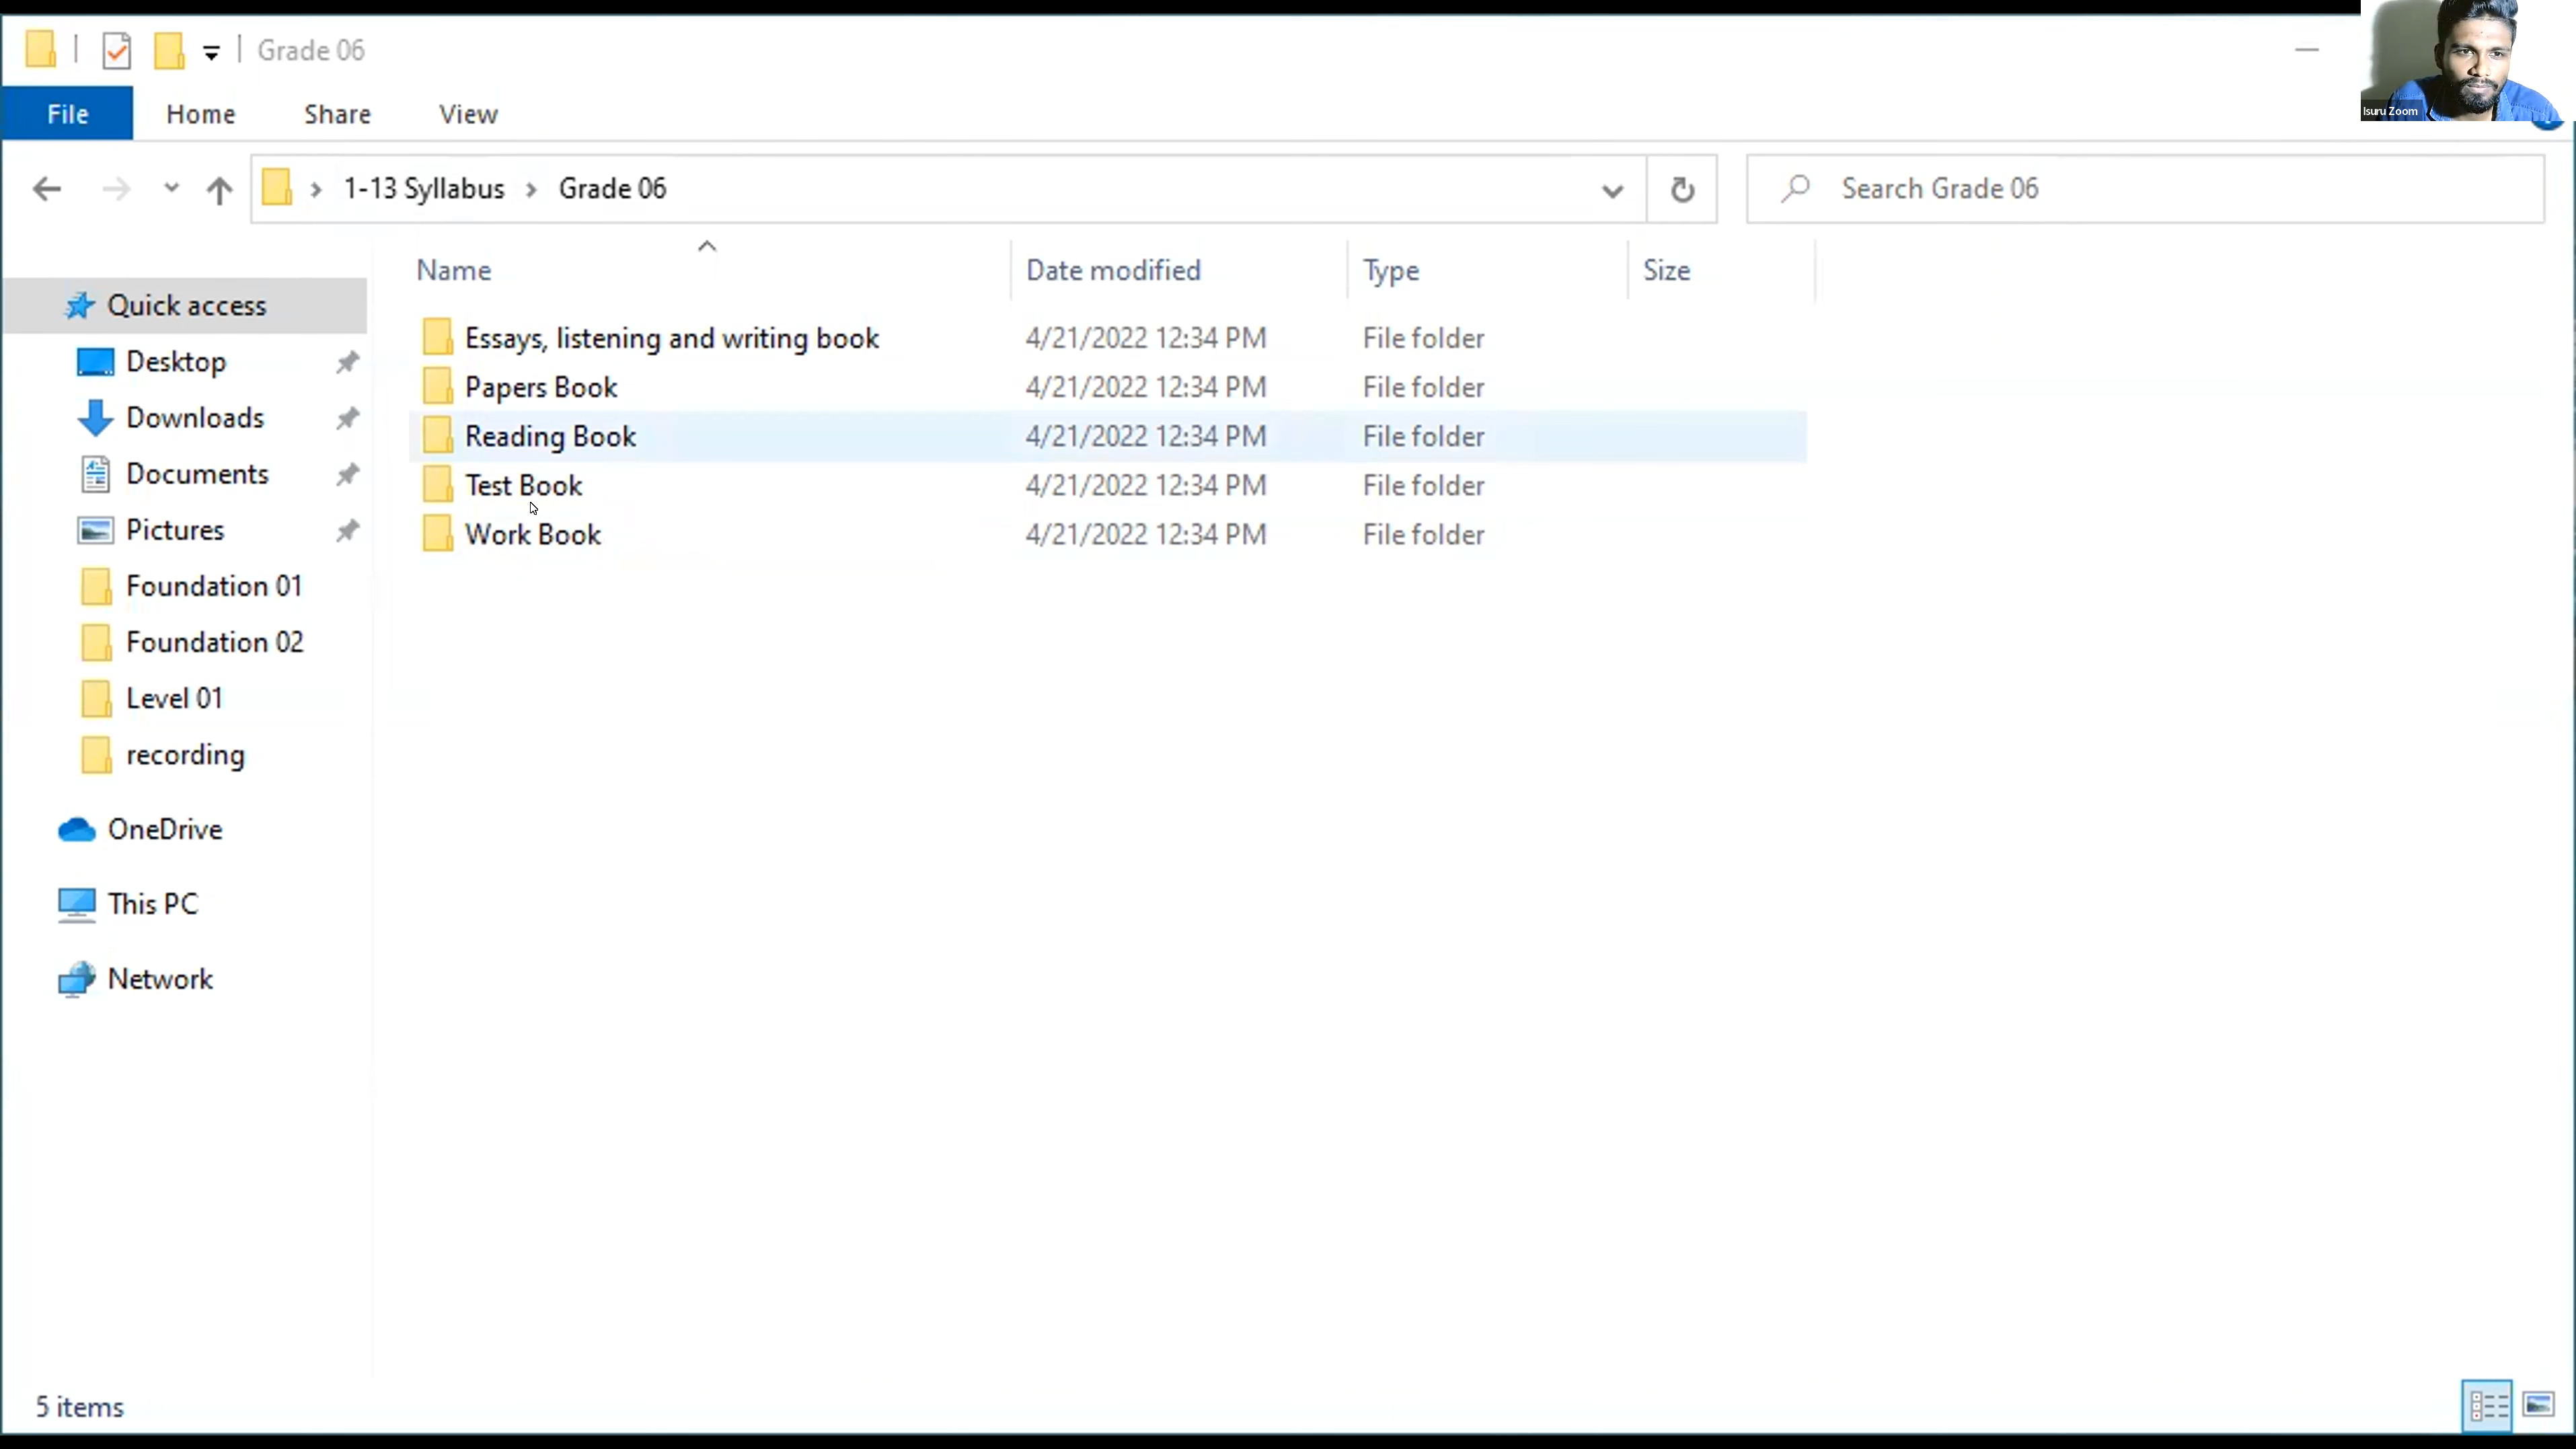 Grade 06
Isuru Zoom
File Home Share View
1-13 Syllabus Grade 06 Search Grade 06
Name Date modified Type Size
Quick access
Desktop
Downloads
Documents
Pictures
Foundation 01
Foundation 02
Level 01
recording
OneDrive
This PC
Network
Essays, listening and writing book 4/21/2022 12:34 PM File folder
Papers Book 4/21/2022 12:34 PM File folder
Reading Book 4/21/2022 12:34 PM File folder
Test Book 4/21/2022 12:34 PM File folder
Work Book 4/21/2022 12:34 PM File folder
5 items